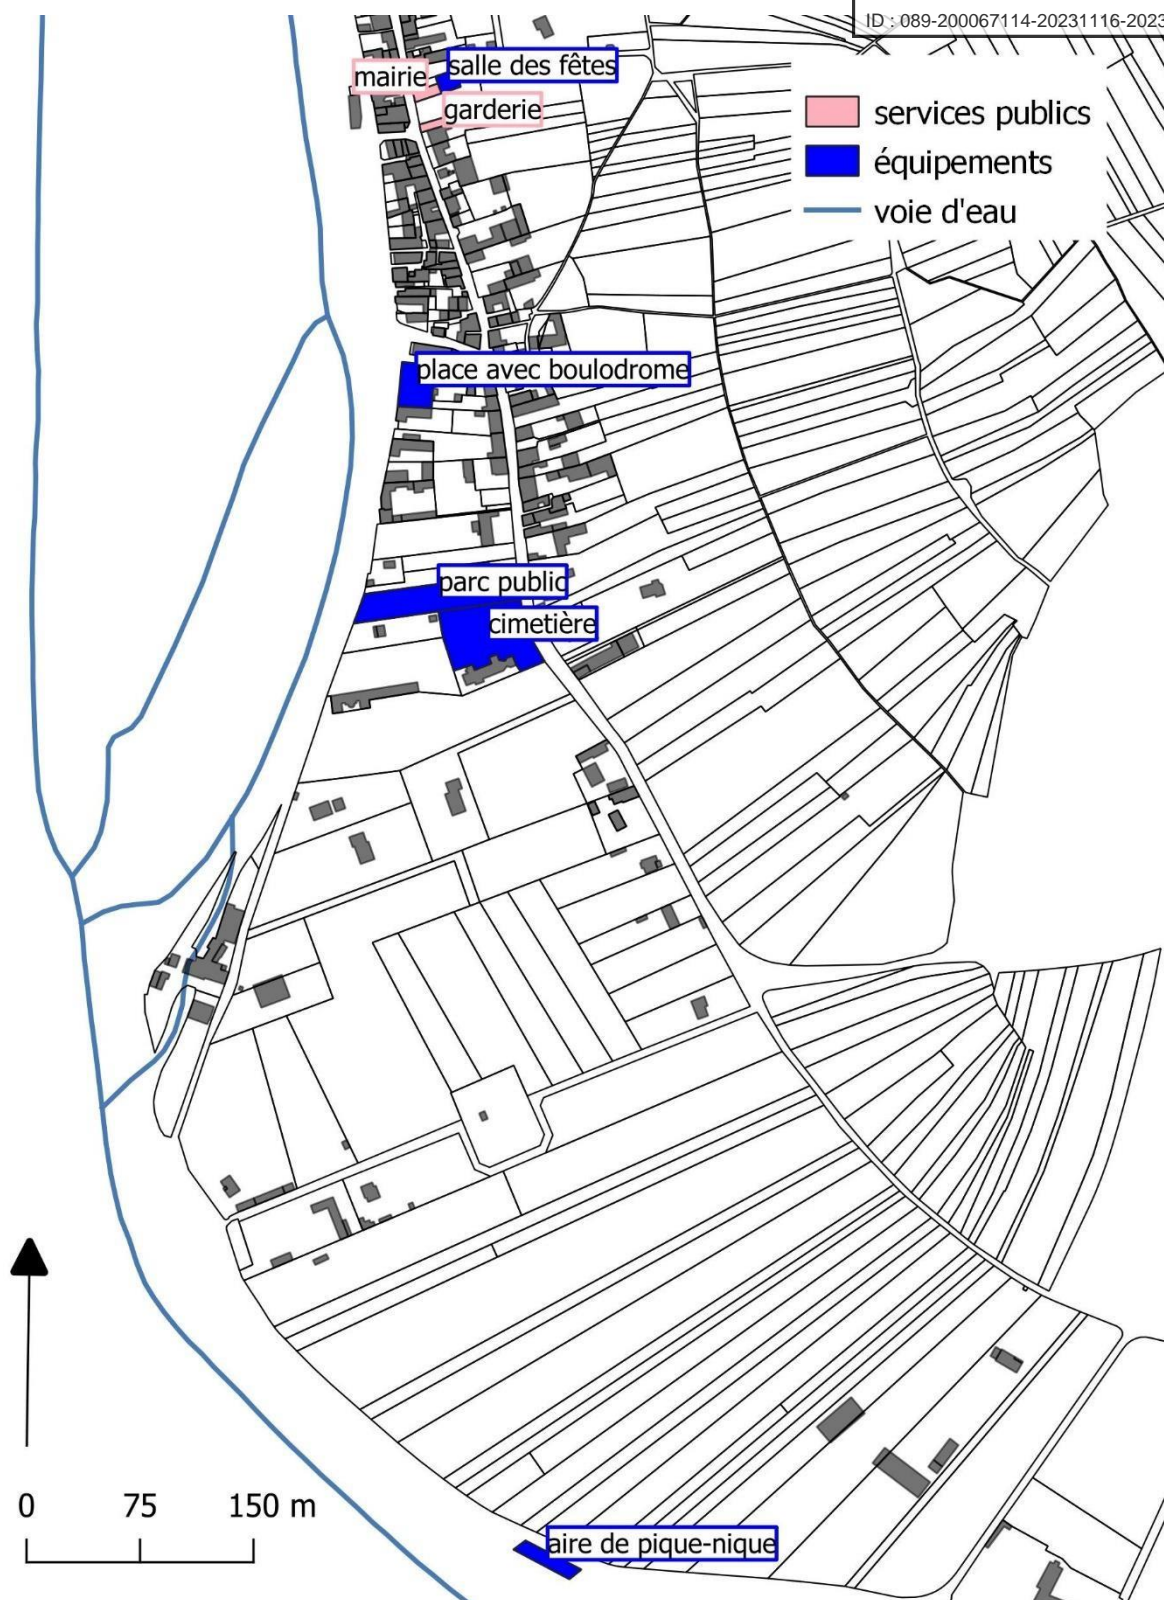 ID : 089-200067114-20231116-2023
salle des fêtes
mairie
garderie
services publics
équipements
voie d'eau
place avec boulodrome
parc public
cimetière
0 75 150 m
aire de pique-nique